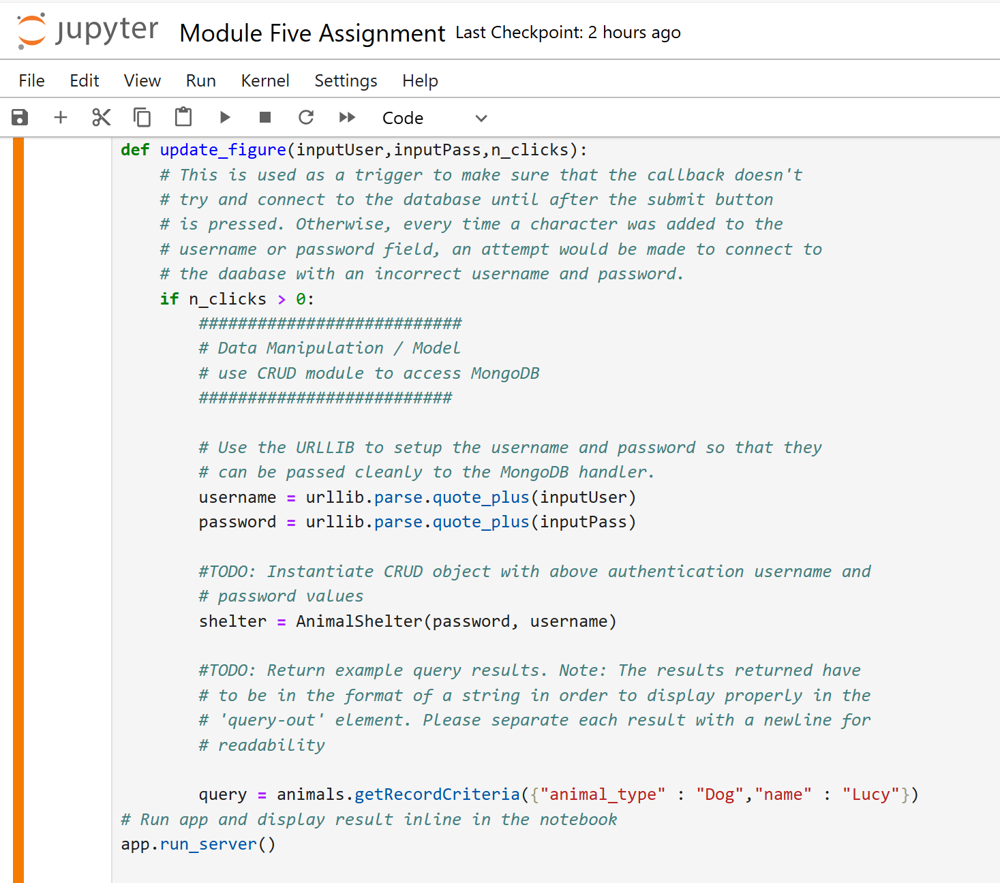 jupyter Module Five Assignment Last Checkpoint: 2 hours ago
File Edit View Run Kernel Settings Help
Code
def update_figure(inputUser,inputPass,n_clicks):
    # This is used as a trigger to make sure that the callback doesn't
    # try and connect to the database until after the submit button
    # is pressed. Otherwise, every time a character was added to the
    # username or password field, an attempt would be made to connect to
    # the daabase with an incorrect username and password.
    if n_clicks > 0:
        ###########################
        # Data Manipulation / Model
        # use CRUD module to access MongoDB
        ##########################

        # Use the URLLIB to setup the username and password so that they
        # can be passed cleanly to the MongoDB handler.
        username = urllib.parse.quote_plus(inputUser)
        password = urllib.parse.quote_plus(inputPass)

        #TODO: Instantiate CRUD object with above authentication username and
        # password values
        shelter = AnimalShelter(password, username)

        #TODO: Return example query results. Note: The results returned have
        # to be in the format of a string in order to display properly in the
        # 'query-out' element. Please separate each result with a newline for
        # readability

        query = animals.getRecordCriteria({"animal_type" : "Dog","name" : "Lucy"})
# Run app and display result inline in the notebook
app.run_server()